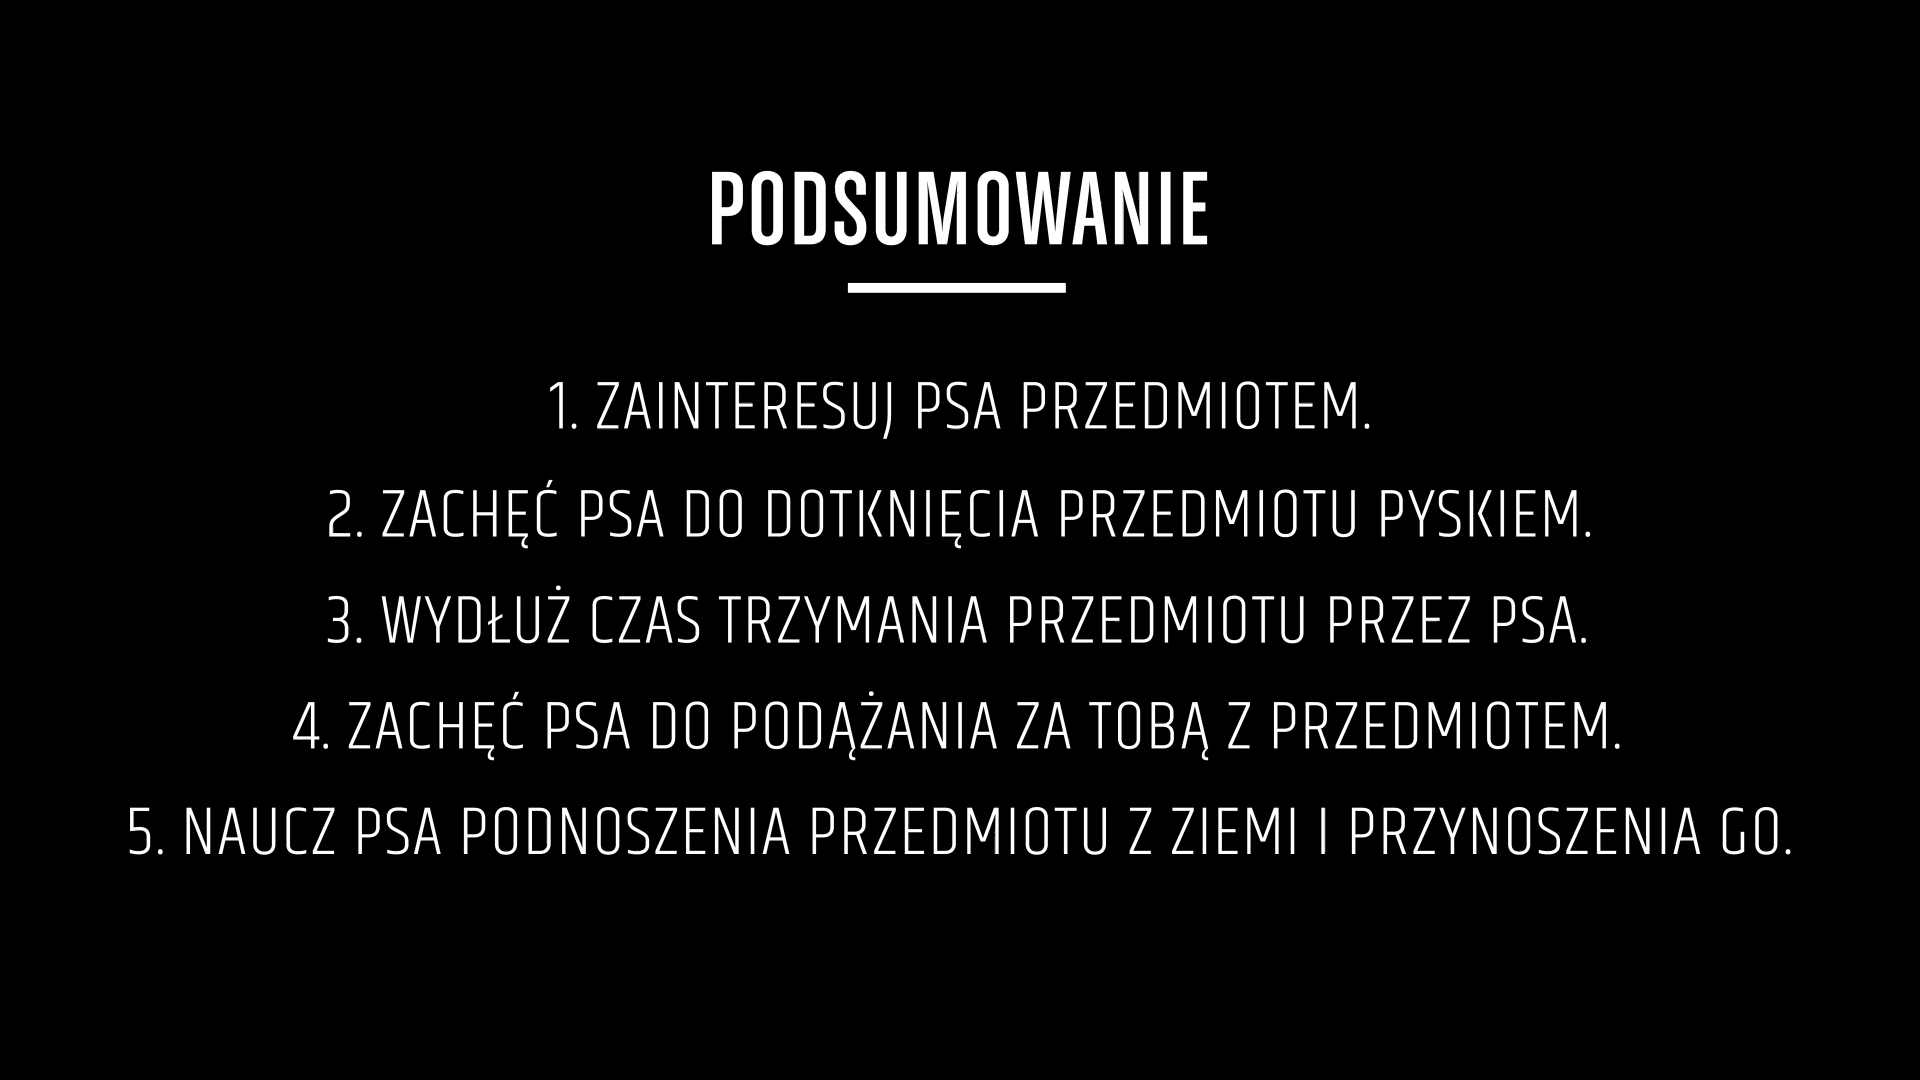 PODSUMOWANIE
1. ZAINTERESUJ PSA PRZEDMIOTEM.
2. ZACHĘĆ PSA DO DOTKNIĘCIA PRZEDMIOTU PYSKIEM.
3. WYDŁUŻ CZAS TRZYMANIA PRZEDMIOTU PRZEZ PSA.
4. ZACHĘĆ PSA DO PODĄŻANIA ZA TOBĄ Z PRZEDMIOTEM.
5. NAUCZ PSA PODNOSZENIA PRZEDMIOTU Z ZIEMI I PRZYNOSZENIA GO.